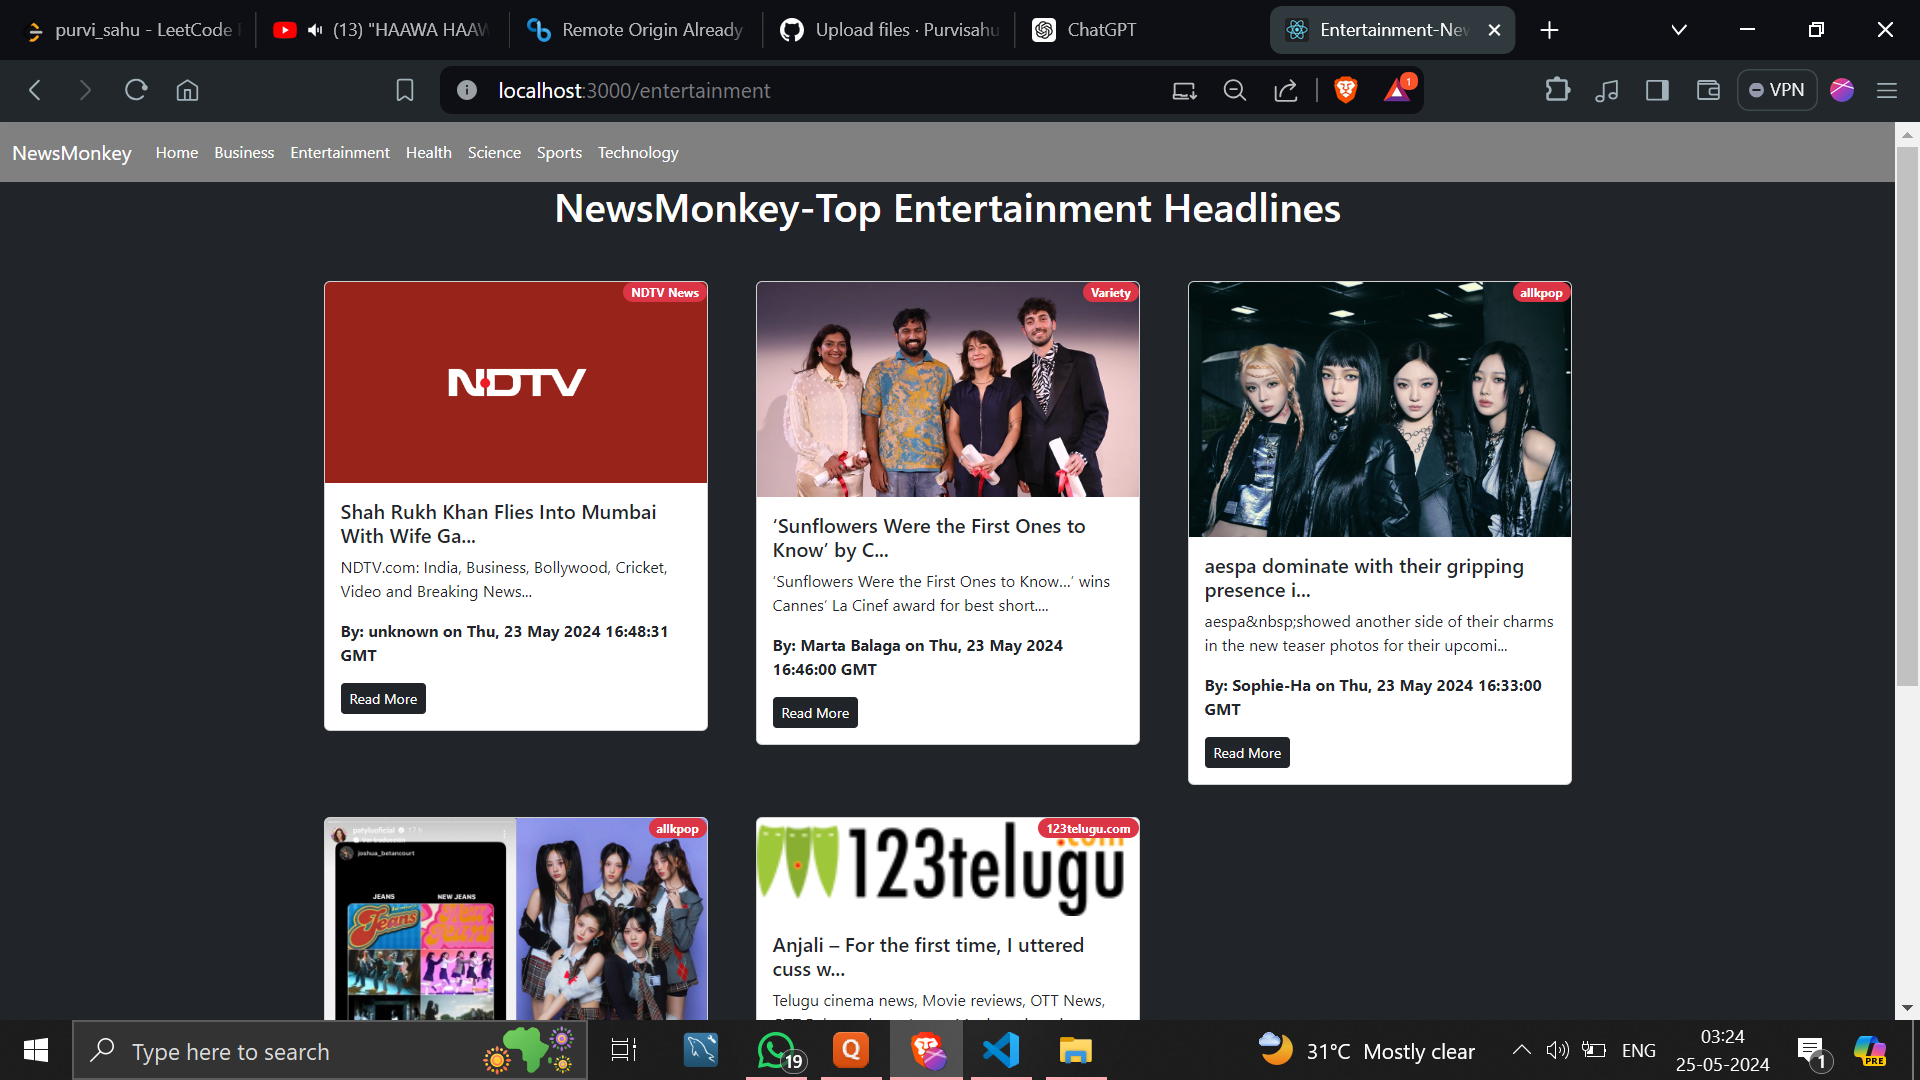 purvi_sahu - LeetCode
(13) "HAAWA HAAW
Remote Origin Already
Upload files · Purvisahu
ChatGPT
Entertainment-New
localhost:3000/entertainment
1
VPN
NewsMonkey
Home
Business
Entertainment
Health
Science
Sports
Technology
NewsMonkey-Top Entertainment Headlines
NDTV News
NDTV
Shah Rukh Khan Flies Into Mumbai
With Wife Ga...
NDTV.com: India, Business, Bollywood, Cricket,
Video and Breaking News...
By: unknown on Thu, 23 May 2024 16:48:31
GMT
Read More
Variety
‘Sunflowers Were the First Ones to
Know’ by C...
‘Sunflowers Were the First Ones to Know…’ wins
Cannes’ La Cinef award for best short....
By: Marta Balaga on Thu, 23 May 2024
16:46:00 GMT
Read More
allkpop
aespa dominate with their gripping
presence i...
aespa&nbsp;showed another side of their charms
in the new teaser photos for their upcomi...
By: Sophie-Ha on Thu, 23 May 2024 16:33:00
GMT
Read More
allkpop
patyluoficial 17 h
joshua_betancourt
JEANS
NEW JEANS
Jeans
123telugu.com
123telugu
.com
Anjali – For the first time, I uttered
cuss w...
Telugu cinema news, Movie reviews, OTT News,
Type here to search
19
Q
31°C Mostly clear
ENG
03:24
25-05-2024
1
PRE